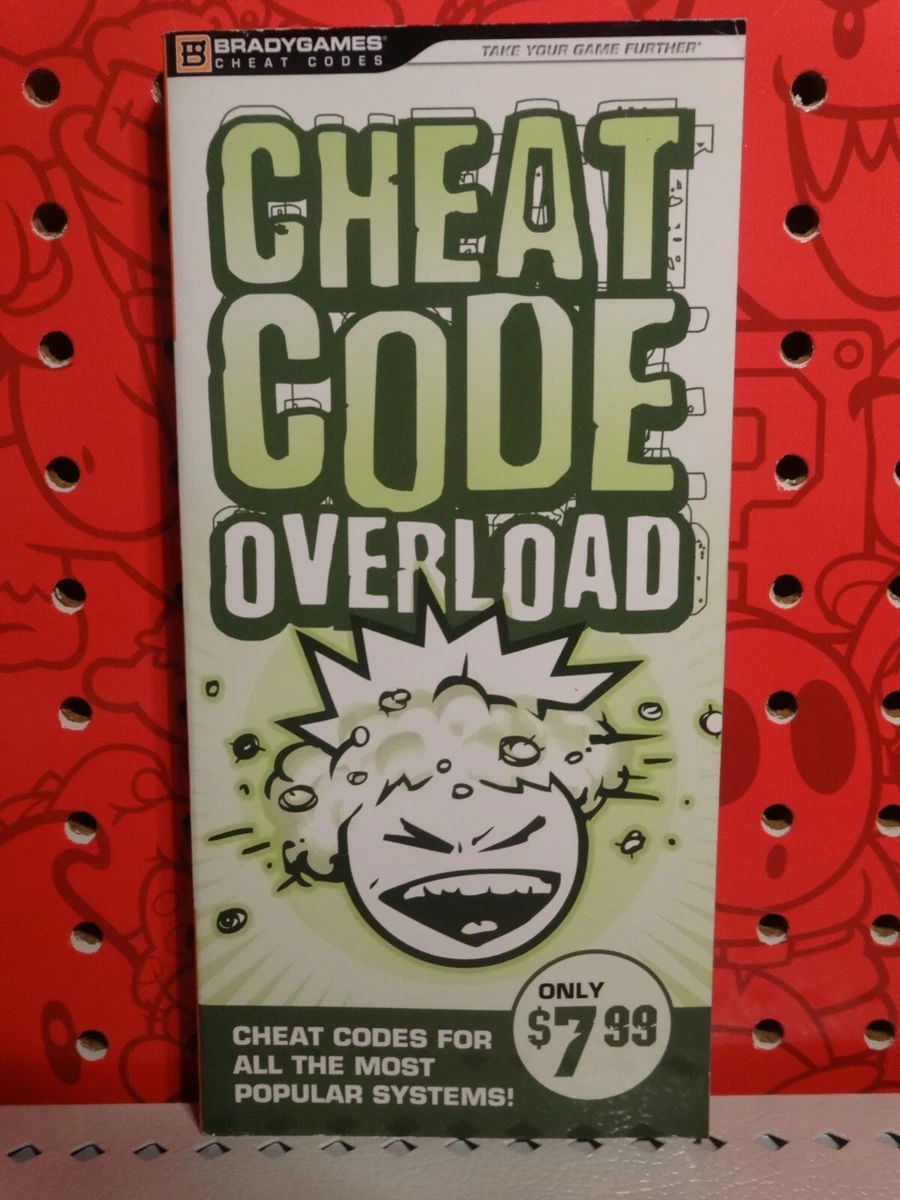 BRADYGAMES®
CHEAT CODES
TAKE YOUR GAME FURTHER®
CHEAT
CODE
OVERLOAD
ONLY
$7.99
CHEAT CODES FOR
ALL THE MOST
POPULAR SYSTEMS!